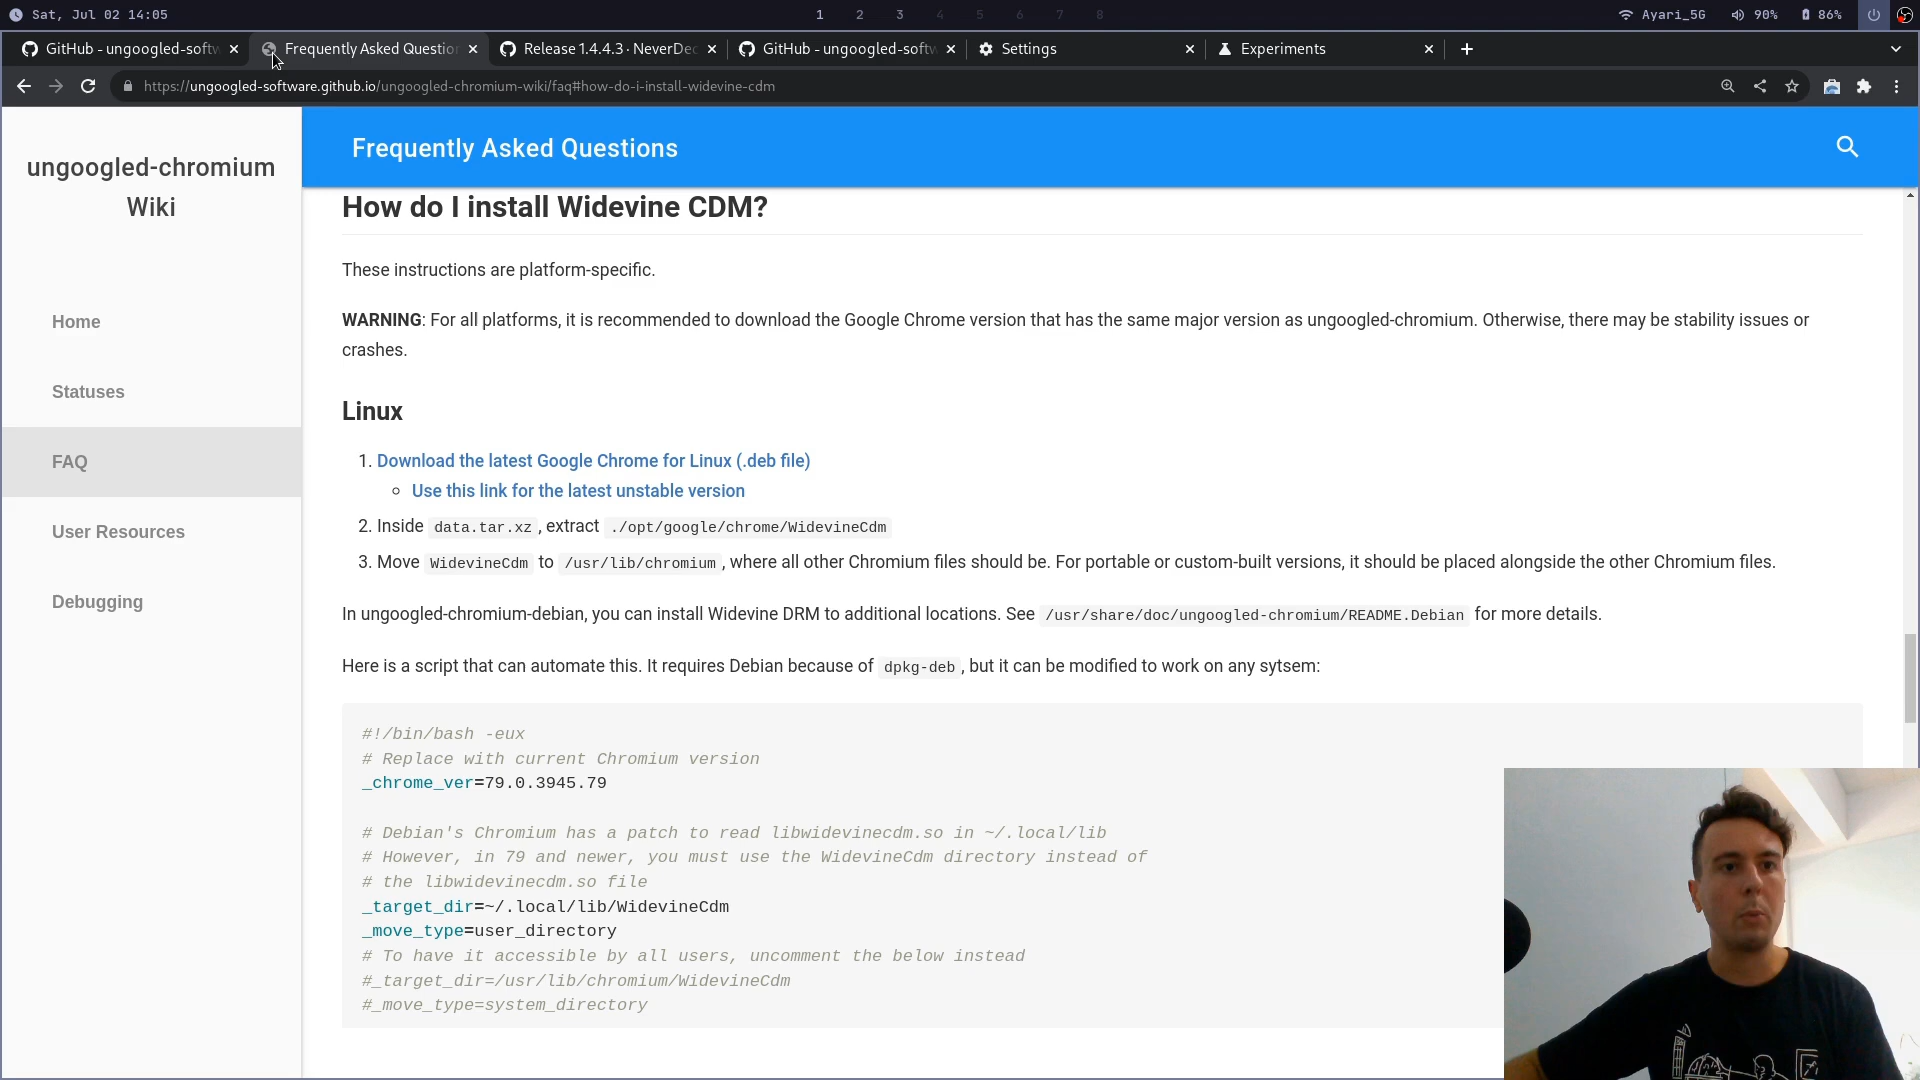 Sat, Jul 02 14:05
1 2 3 4 5 6 7 8
Ayari_5G 90% 86%
GitHub - ungoogled-softw
Frequently Asked Question
Release 1.4.4.3 · NeverDec
GitHub - ungoogled-softw
Settings
Experiments
https://ungoogled-software.github.io/ungoogled-chromium-wiki/faq#how-do-i-install-widevine-cdm
ungoogled-chromium
Wiki
Home
Statuses
FAQ
User Resources
Debugging
Frequently Asked Questions
How do I install Widevine CDM?
These instructions are platform-specific.
WARNING: For all platforms, it is recommended to download the Google Chrome version that has the same major version as ungoogled-chromium. Otherwise, there may be stability issues or
crashes.
Linux
1. Download the latest Google Chrome for Linux (.deb file)
Use this link for the latest unstable version
2. Inside data.tar.xz, extract ./opt/google/chrome/WidevineCdm
3. Move WidevineCdm to /usr/lib/chromium, where all other Chromium files should be. For portable or custom-built versions, it should be placed alongside the other Chromium files.
In ungoogled-chromium-debian, you can install Widevine DRM to additional locations. See /usr/share/doc/ungoogled-chromium/README.Debian for more details.
Here is a script that can automate this. It requires Debian because of dpkg-deb, but it can be modified to work on any sytsem:
#!/bin/bash -eux
# Replace with current Chromium version
_chrome_ver=79.0.3945.79
# Debian's Chromium has a patch to read libwidevinecdm.so in ~/.local/lib
# However, in 79 and newer, you must use the WidevineCdm directory instead of
# the libwidevinecdm.so file
_target_dir=~/.local/lib/WidevineCdm
_move_type=user_directory
# To have it accessible by all users, uncomment the below instead
#_target_dir=/usr/lib/chromium/WidevineCdm
#_move_type=system_directory